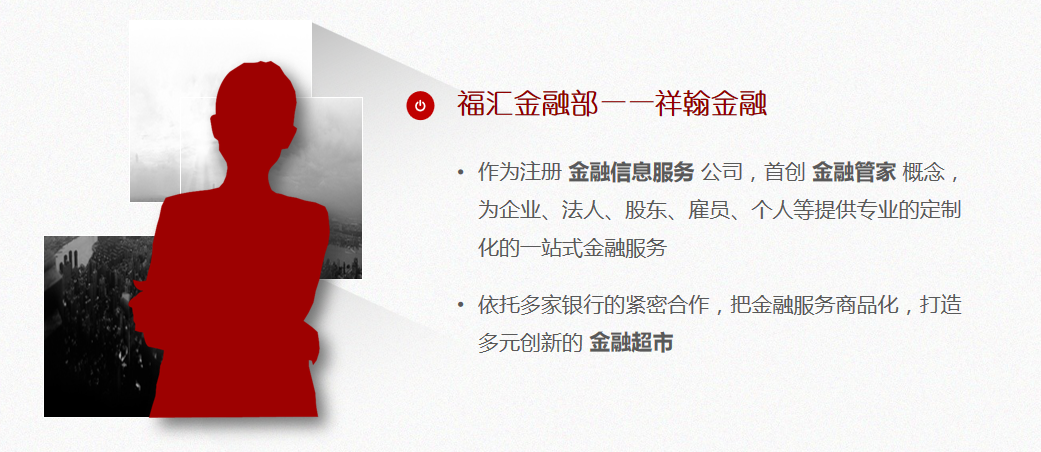 福汇金融部一一祥翰金融
• 作为注册 金融信息服务 公司，首创 金融管家 概念，
为企业、法人、股东、雇员、个人等提供专业的定制
化的一站式金融服务
• 依托多家银行的紧密合作，把金融服务商品化，打造
多元创新的 金融超市